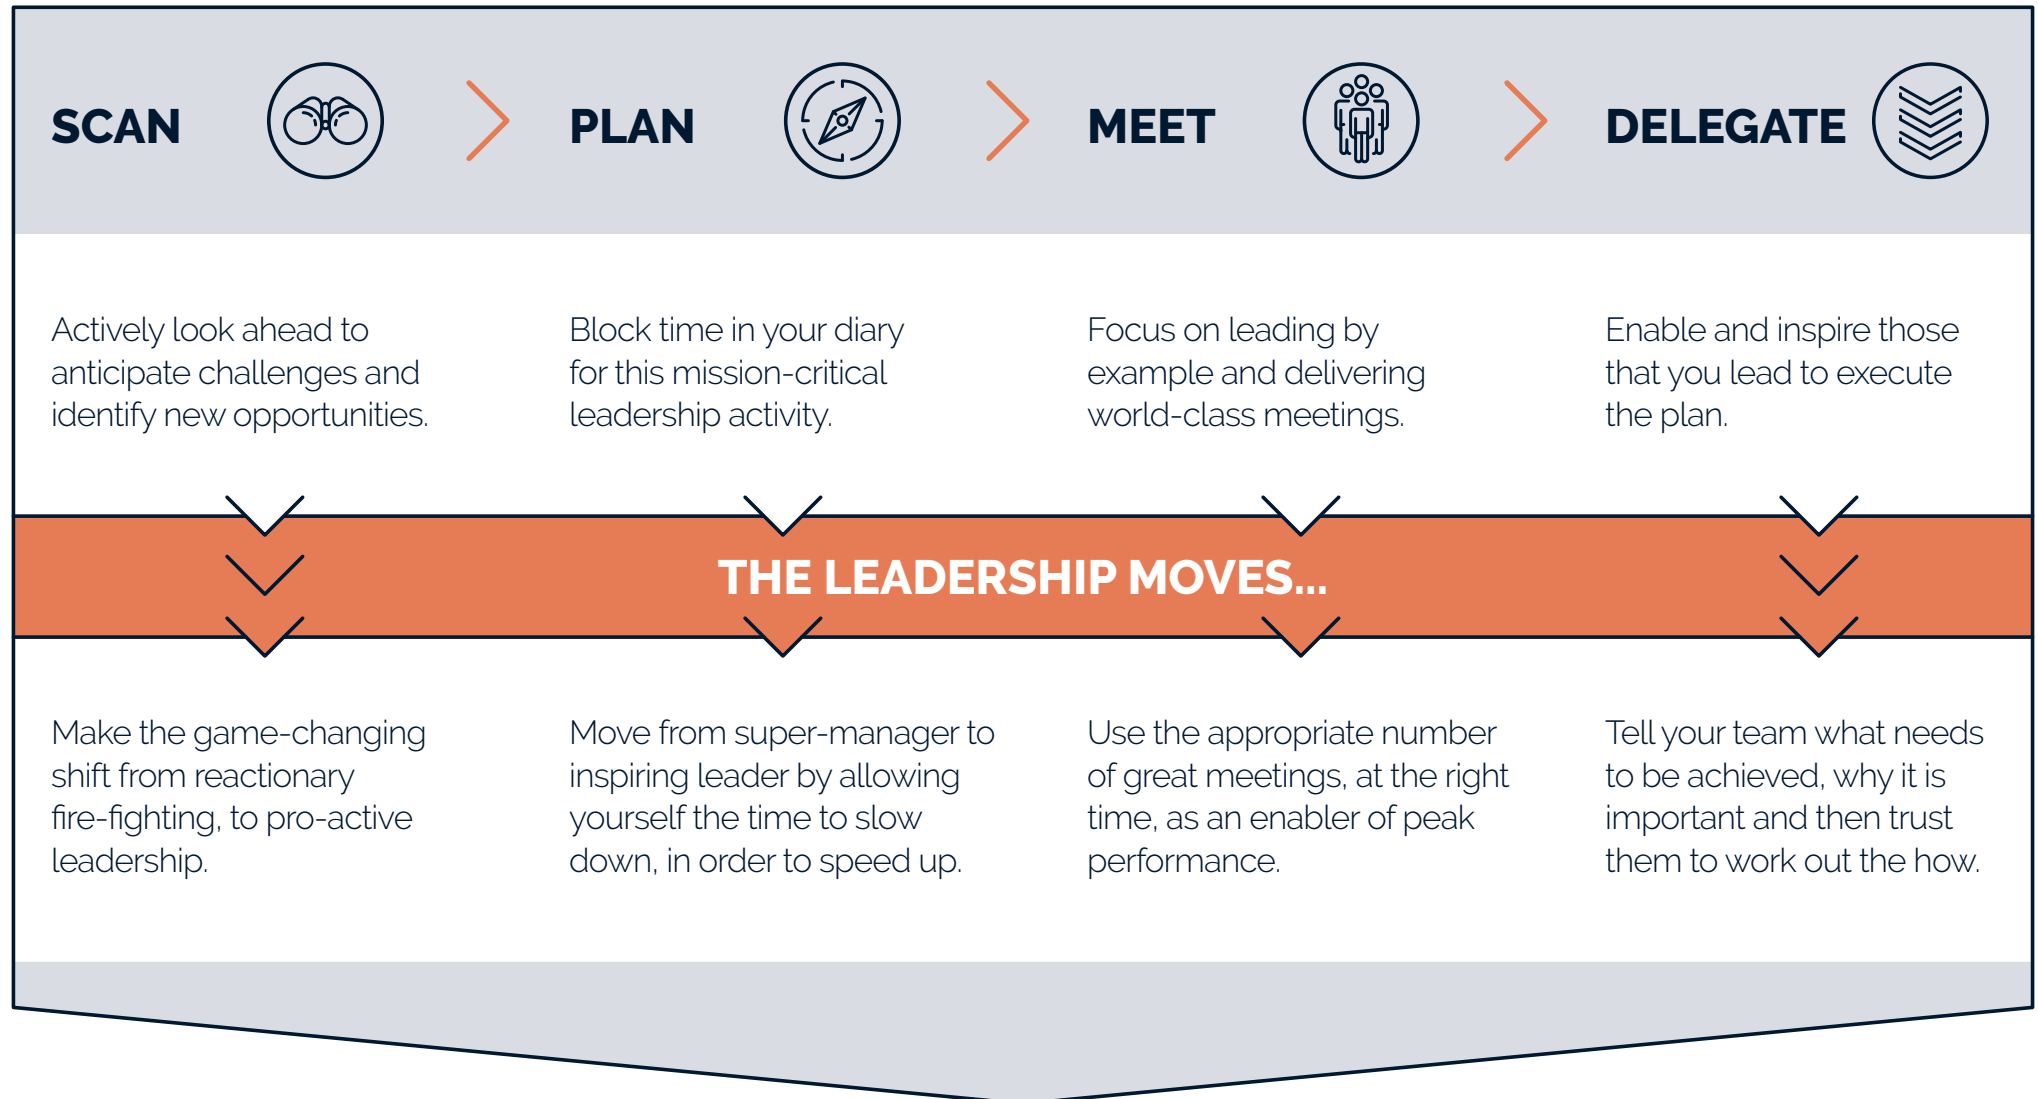 SCAN
PLAN
MEET
DELEGATE
Actively look ahead to
anticipate challenges and
identify new opportunities.
Block time in your diary
for this mission-critical
leadership activity.
Focus on leading by
example and delivering
world-class meetings.
Enable and inspire those
that you lead to execute
the plan.
THE LEADERSHIP MOVES...
Make the game-changing
shift from reactionary
fire-fighting, to pro-active
leadership.
Move from super-manager to
inspiring leader by allowing
yourself the time to slow
down, in order to speed up.
Use the appropriate number
of great meetings, at the right
time, as an enabler of peak
performance.
Tell your team what needs
to be achieved, why it is
important and then trust
them to work out the how.